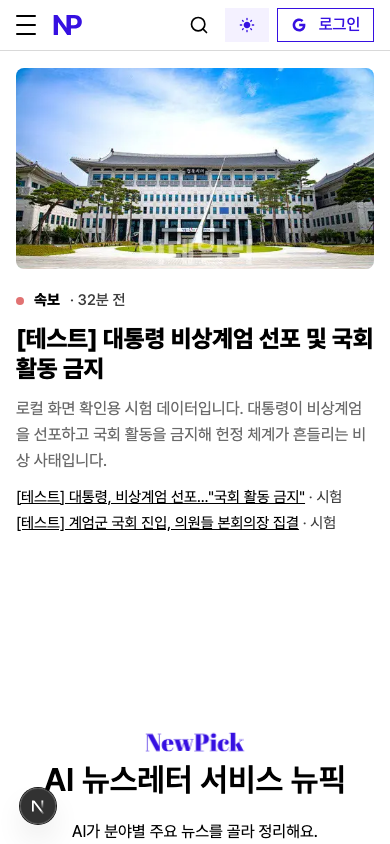 NP
로그인
이데일리
속보 · 32분 전
[테스트] 대통령 비상계엄 선포 및 국회
활동 금지
로컬 화면 확인용 시험 데이터입니다. 대통령이 비상계엄
을 선포하고 국회 활동을 금지해 헌정 체계가 흔들리는 비
상 사태입니다.
[테스트] 대통령, 비상계엄 선포…"국회 활동 금지" · 시험
[테스트] 계엄군 국회 진입, 의원들 본회의장 집결 · 시험
NewPick
AI 뉴스레터 서비스 뉴픽
N
AI가 분야별 주요 뉴스를 골라 정리해요.